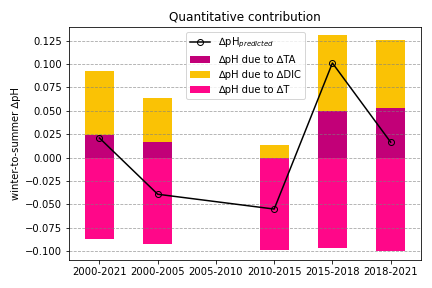 Quantitative contribution
ΔpH_predicted
ΔpH due to ΔTA
ΔpH due to ΔDIC
ΔpH due to ΔT
winter-to-summer ΔpH
0.125
0.100
0.075
0.050
0.025
0.000
−0.025
−0.050
−0.075
−0.100
2000-2021 2000-2005 2005-2010 2010-2015 2015-2018 2018-2021